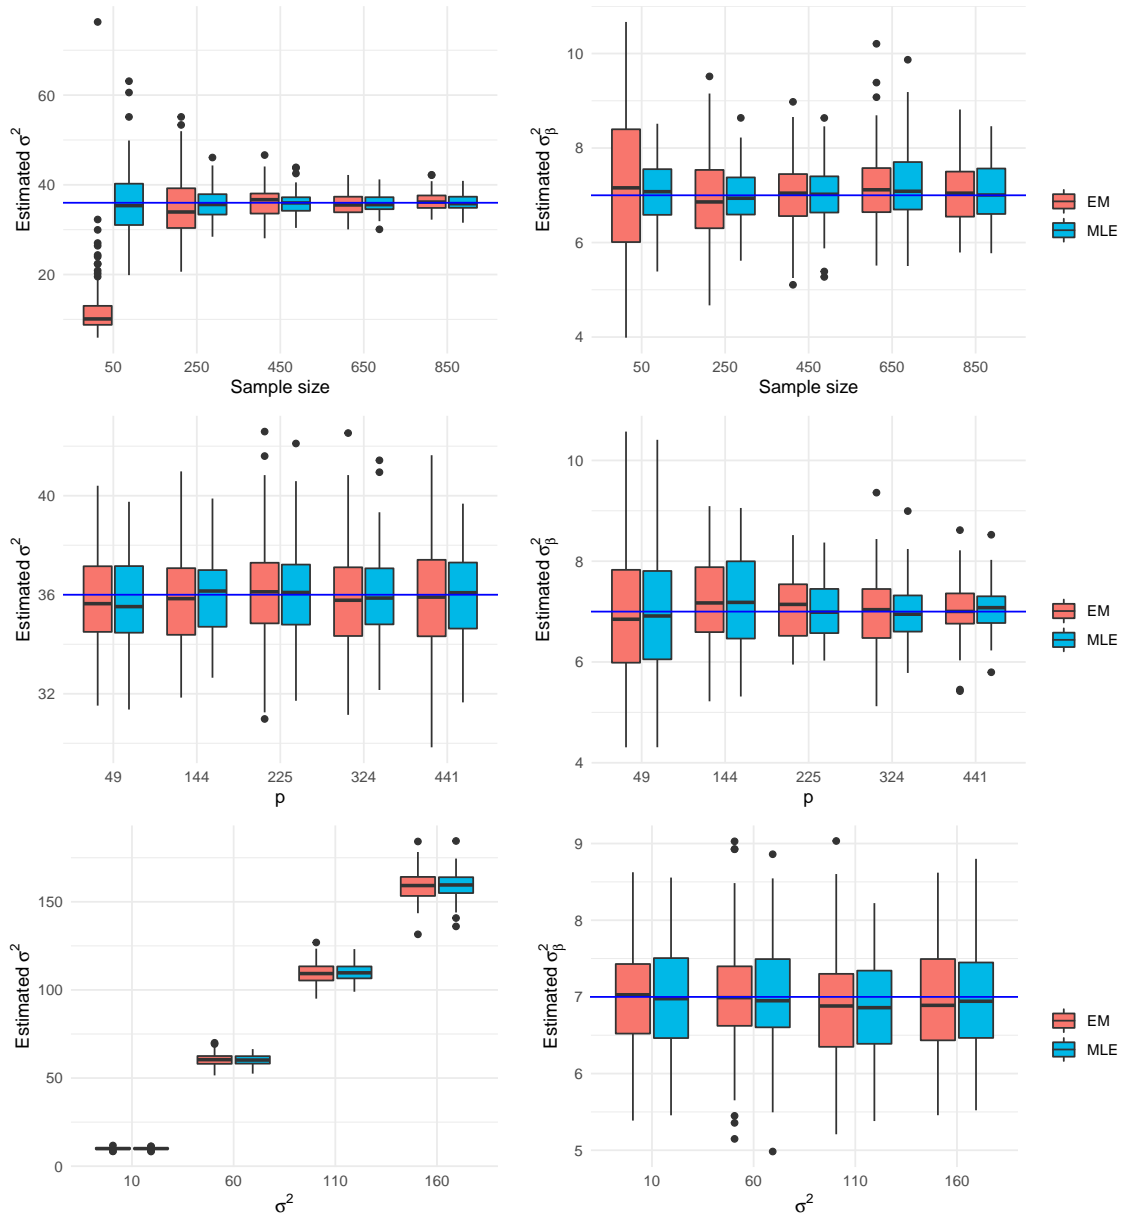 60
40
20
50
250
450
650
850
Sample size
Estimated σ²
10
8
6
4
50
250
450
650
850
Sample size
Estimated σ²β
EM
MLE
40
36
32
49
144
225
324
441
p
Estimated σ²
10
8
6
4
49
144
225
324
441
p
Estimated σ²β
EM
MLE
150
100
50
0
10
60
110
160
σ²
Estimated σ²
9
8
7
6
5
10
60
110
160
σ²
Estimated σ²β
EM
MLE